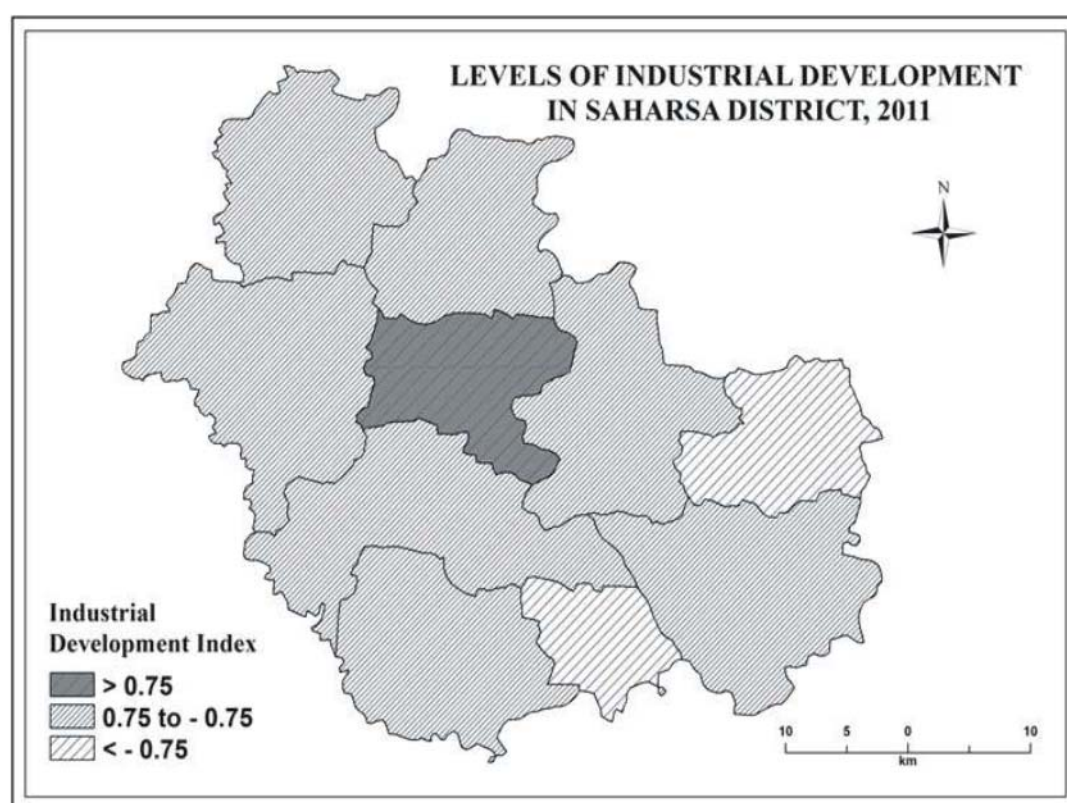 LEVELS OF INDUSTRIAL DEVELOPMENT
IN SAHARSA DISTRICT, 2011
N
Industrial
Development Index
> 0.75
0.75 to - 0.75
< - 0.75
10 5 0 10
km